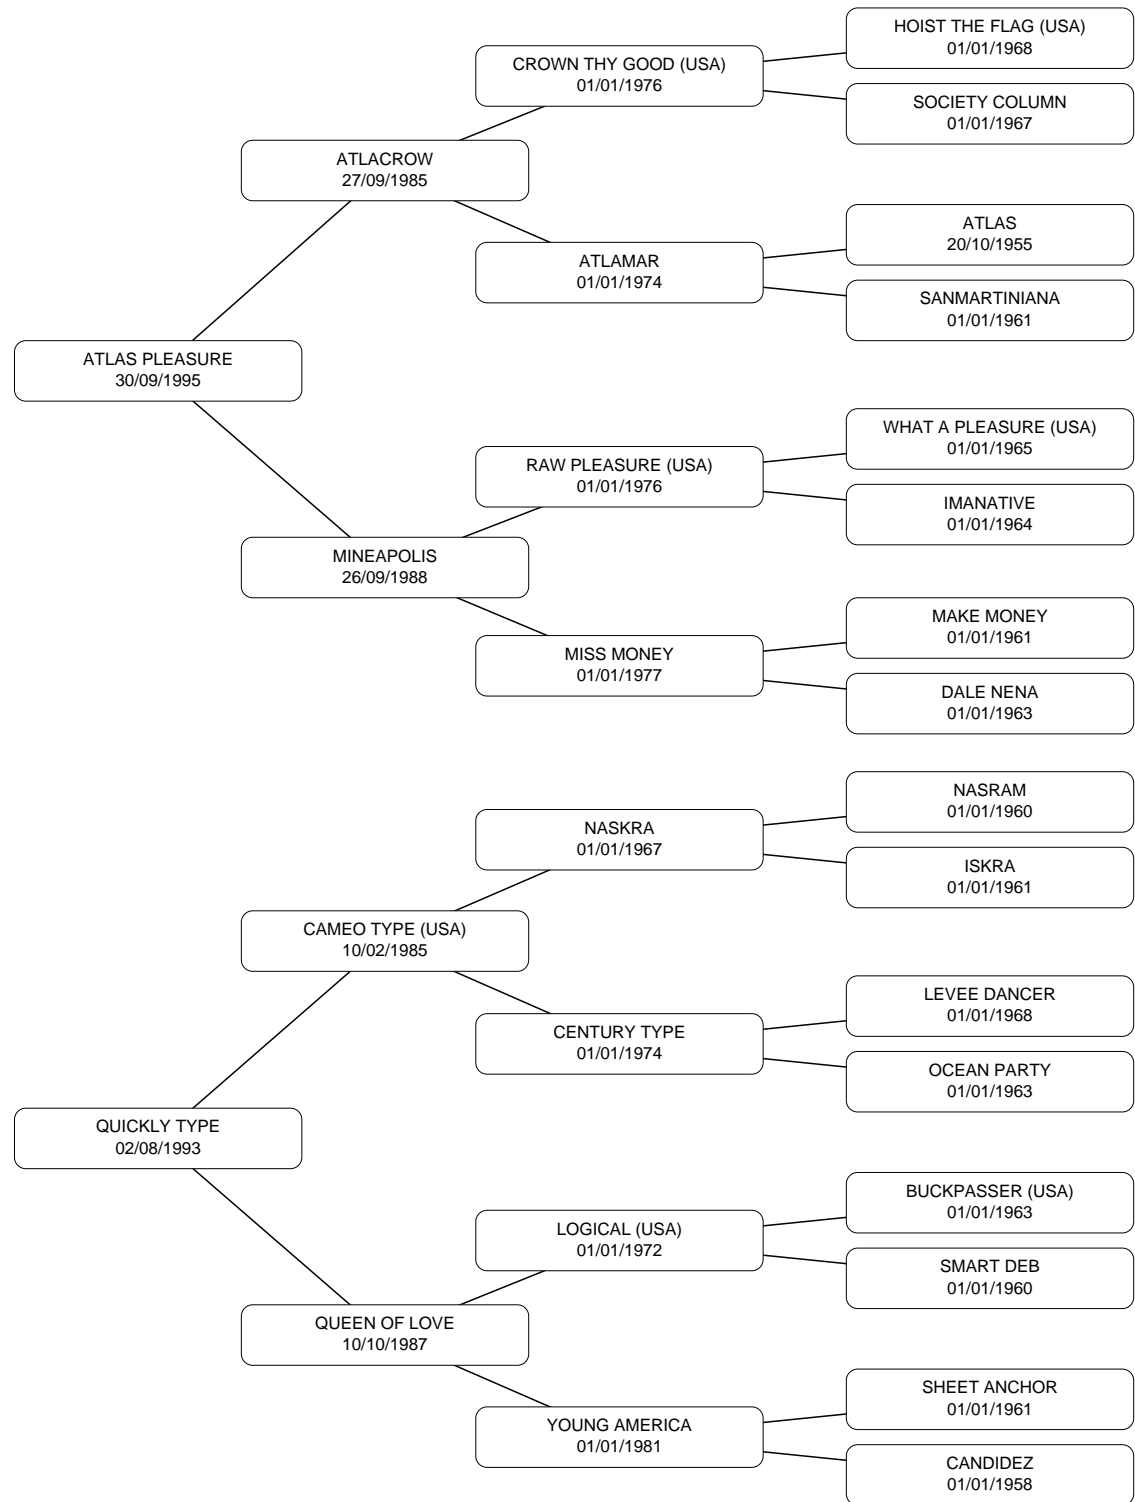 HOIST THE FLAG (USA)
01/01/1968
CROWN THY GOOD (USA)
01/01/1976
SOCIETY COLUMN
01/01/1967
ATLACROW
27/09/1985
ATLAS
20/10/1955
ATLAMAR
01/01/1974
SANMARTINIANA
01/01/1961
ATLAS PLEASURE
30/09/1995
WHAT A PLEASURE (USA)
01/01/1965
RAW PLEASURE (USA)
01/01/1976
IMANATIVE
01/01/1964
MINEAPOLIS
26/09/1988
MAKE MONEY
01/01/1961
MISS MONEY
01/01/1977
DALE NENA
01/01/1963
NASRAM
01/01/1960
NASKRA
01/01/1967
ISKRA
01/01/1961
CAMEO TYPE (USA)
10/02/1985
LEVEE DANCER
01/01/1968
CENTURY TYPE
01/01/1974
OCEAN PARTY
01/01/1963
QUICKLY TYPE
02/08/1993
BUCKPASSER (USA)
01/01/1963
LOGICAL (USA)
01/01/1972
SMART DEB
01/01/1960
QUEEN OF LOVE
10/10/1987
SHEET ANCHOR
01/01/1961
YOUNG AMERICA
01/01/1981
CANDIDEZ
01/01/1958